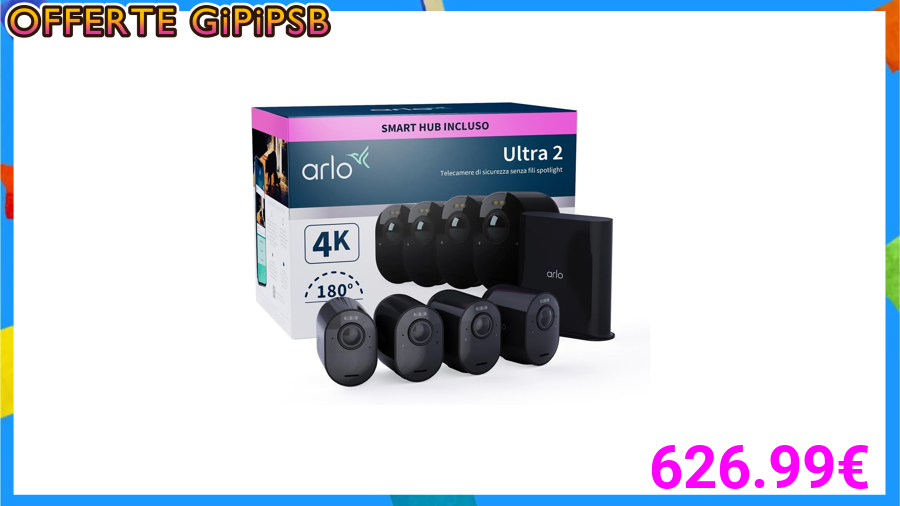 OFFERTE GiPiPSB
SMART HUB INCLUSO
arlo
Ultra 2
Telecamere di sicurezza senza fili spotlight
4K
180°
arlo
626.99€